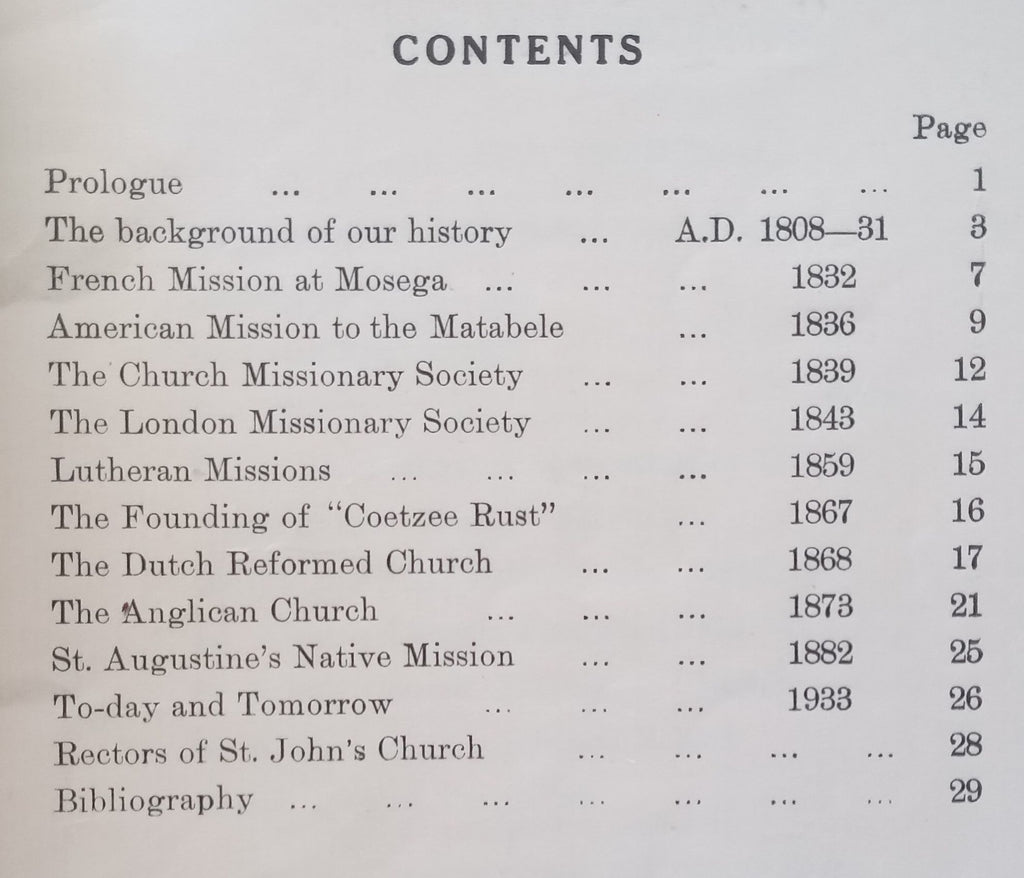 CONTENTS
Page
Prologue ... ... ... ... ... ... ... 1
The background of our history ... A.D. 1808—31 3
French Mission at Mosega ... ... ... 1832 7
American Mission to the Matabele ... 1836 9
The Church Missionary Society ... ... 1839 12
The London Missionary Society ... ... 1843 14
Lutheran Missions ... ... ... ... 1859 15
The Founding of “Coetzee Rust” ... 1867 16
The Dutch Reformed Church ... ... 1868 17
The Anglican Church ... ... ... 1873 21
St. Augustine’s Native Mission ... ... 1882 25
To-day and Tomorrow ... ... ... 1933 26
Rectors of St. John’s Church ... ... ... ... 28
Bibliography ... ... ... ... ... ... ... 29